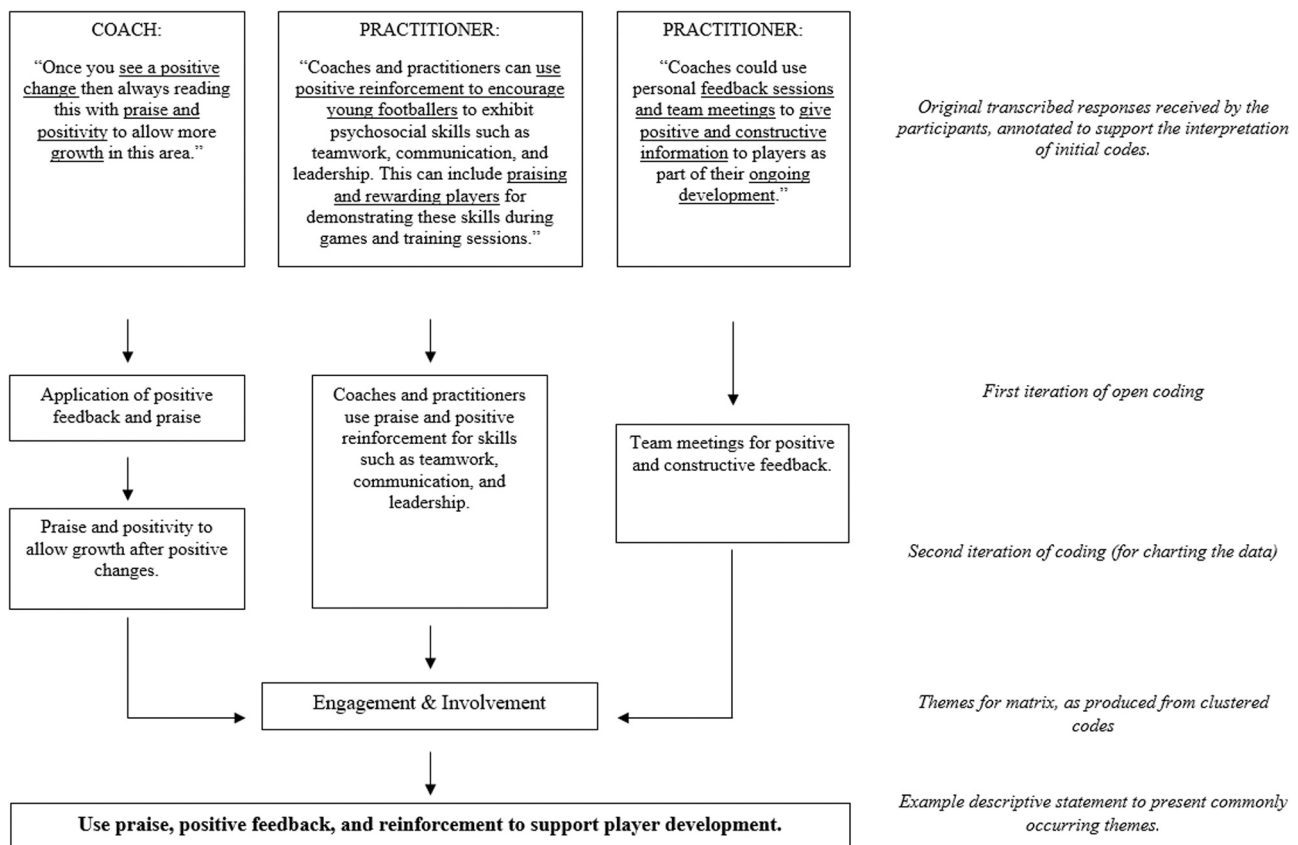 COACH:
“Once you see a positive
change then always reading
this with praise and
positivity to allow more
growth in this area.”
PRACTITIONER:
“Coaches and practitioners can use
positive reinforcement to encourage
young footballers to exhibit
psychosocial skills such as
teamwork, communication, and
leadership. This can include praising
and rewarding players for
demonstrating these skills during
games and training sessions.”
PRACTITIONER:
“Coaches could use
personal feedback sessions
and team meetings to give
positive and constructive
information to players as
part of their ongoing
development.”
Original transcribed responses received by the
participants, annotated to support the interpretation
of initial codes.
Application of positive
feedback and praise
Coaches and practitioners
use praise and positive
reinforcement for skills
such as teamwork,
communication, and
leadership.
Team meetings for positive
and constructive feedback.
First iteration of open coding
Praise and positivity to
allow growth after positive
changes.
Second iteration of coding (for charting the data)
Engagement & Involvement
Themes for matrix, as produced from clustered
codes
Use praise, positive feedback, and reinforcement to support player development.
Example descriptive statement to present commonly
occurring themes.